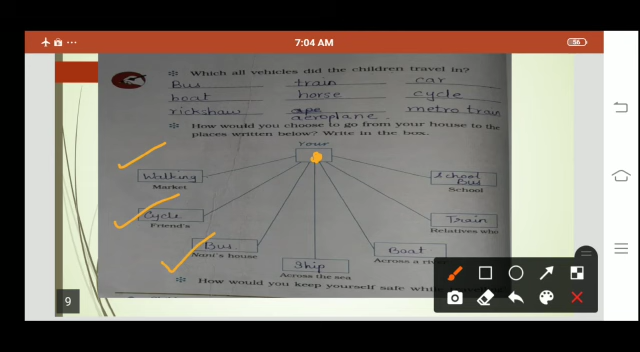 7:04 AM
56
Which all vehicles did the children travel in?
Bus train car
boat horse cycle
rickshaw aeroplane metro train
How would you choose to go from your house to the
places written below? Write in the box.
Your
Walking
Market
School Bus
School
Cycle
Friend's
Train
Relatives who
Bus
Nani's house
Boat
Across a river
Ship
Across the sea
How would you keep yourself safe while
9